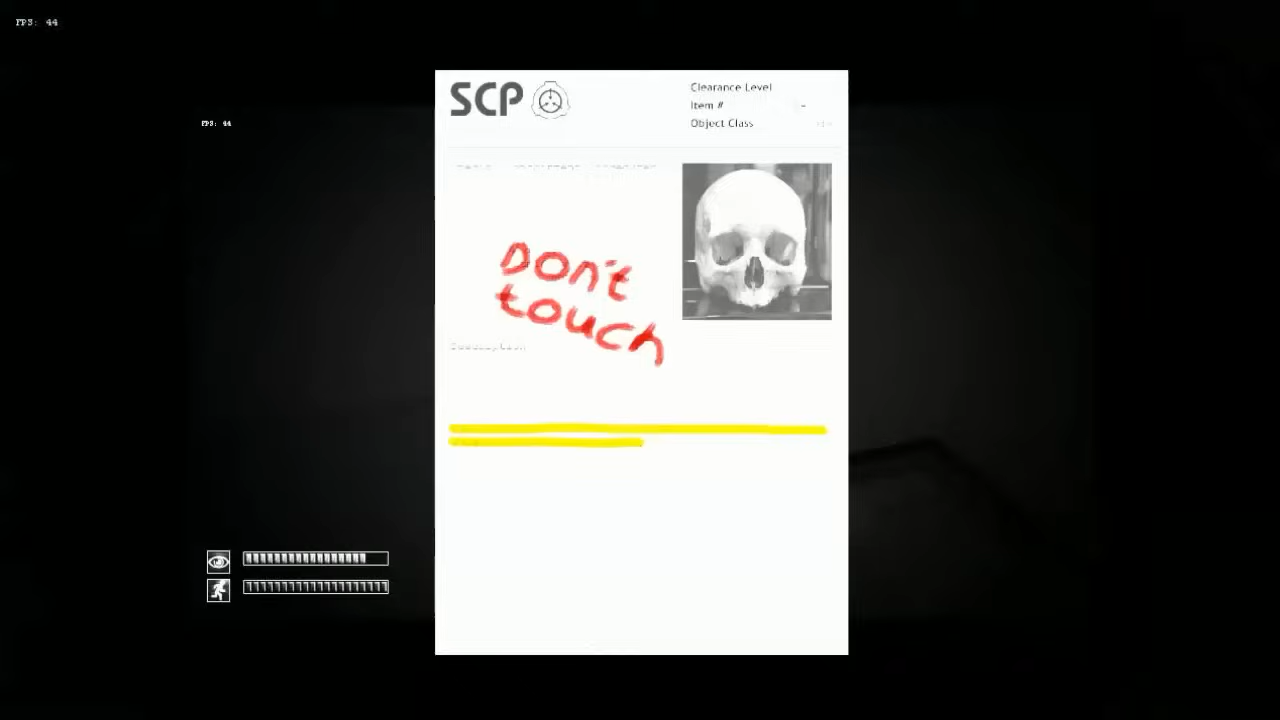 FPS: 44
FPS: 44
SCP
Clearance Level
Item # -
Object Class
Don't
touch